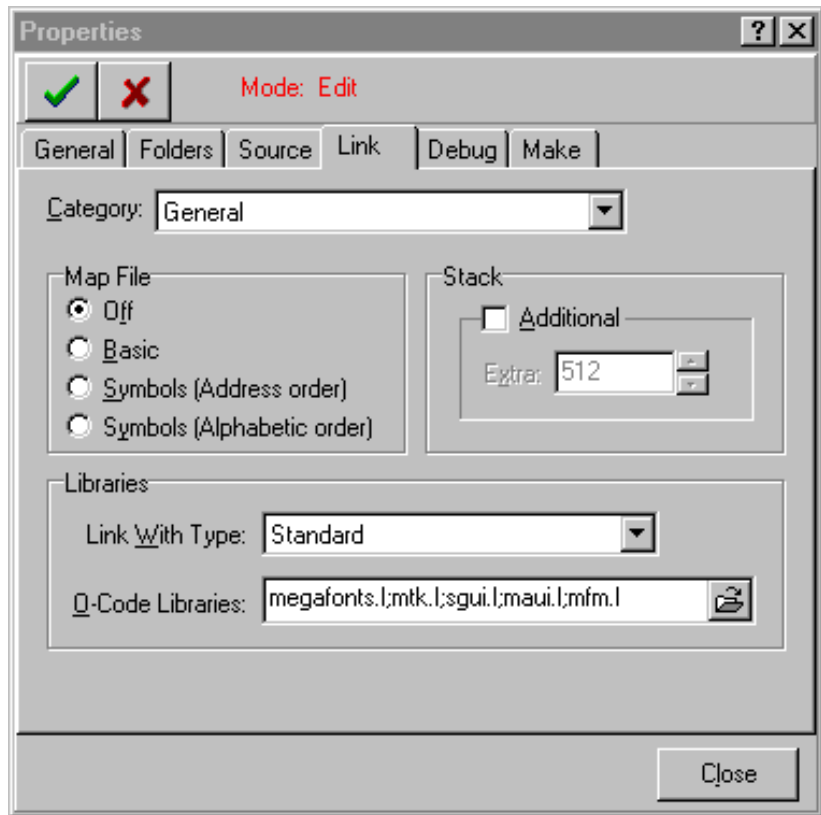 Properties
Mode: Edit
General Folders Source Link Debug Make
Category: General
Map File
Off
Basic
Symbols (Address order)
Symbols (Alphabetic order)
Stack
Additional
Extra: 512
Libraries
Link With Type: Standard
O-Code Libraries: megafonts.l;mtk.l;sgui.l;maui.l;mfm.l
Close